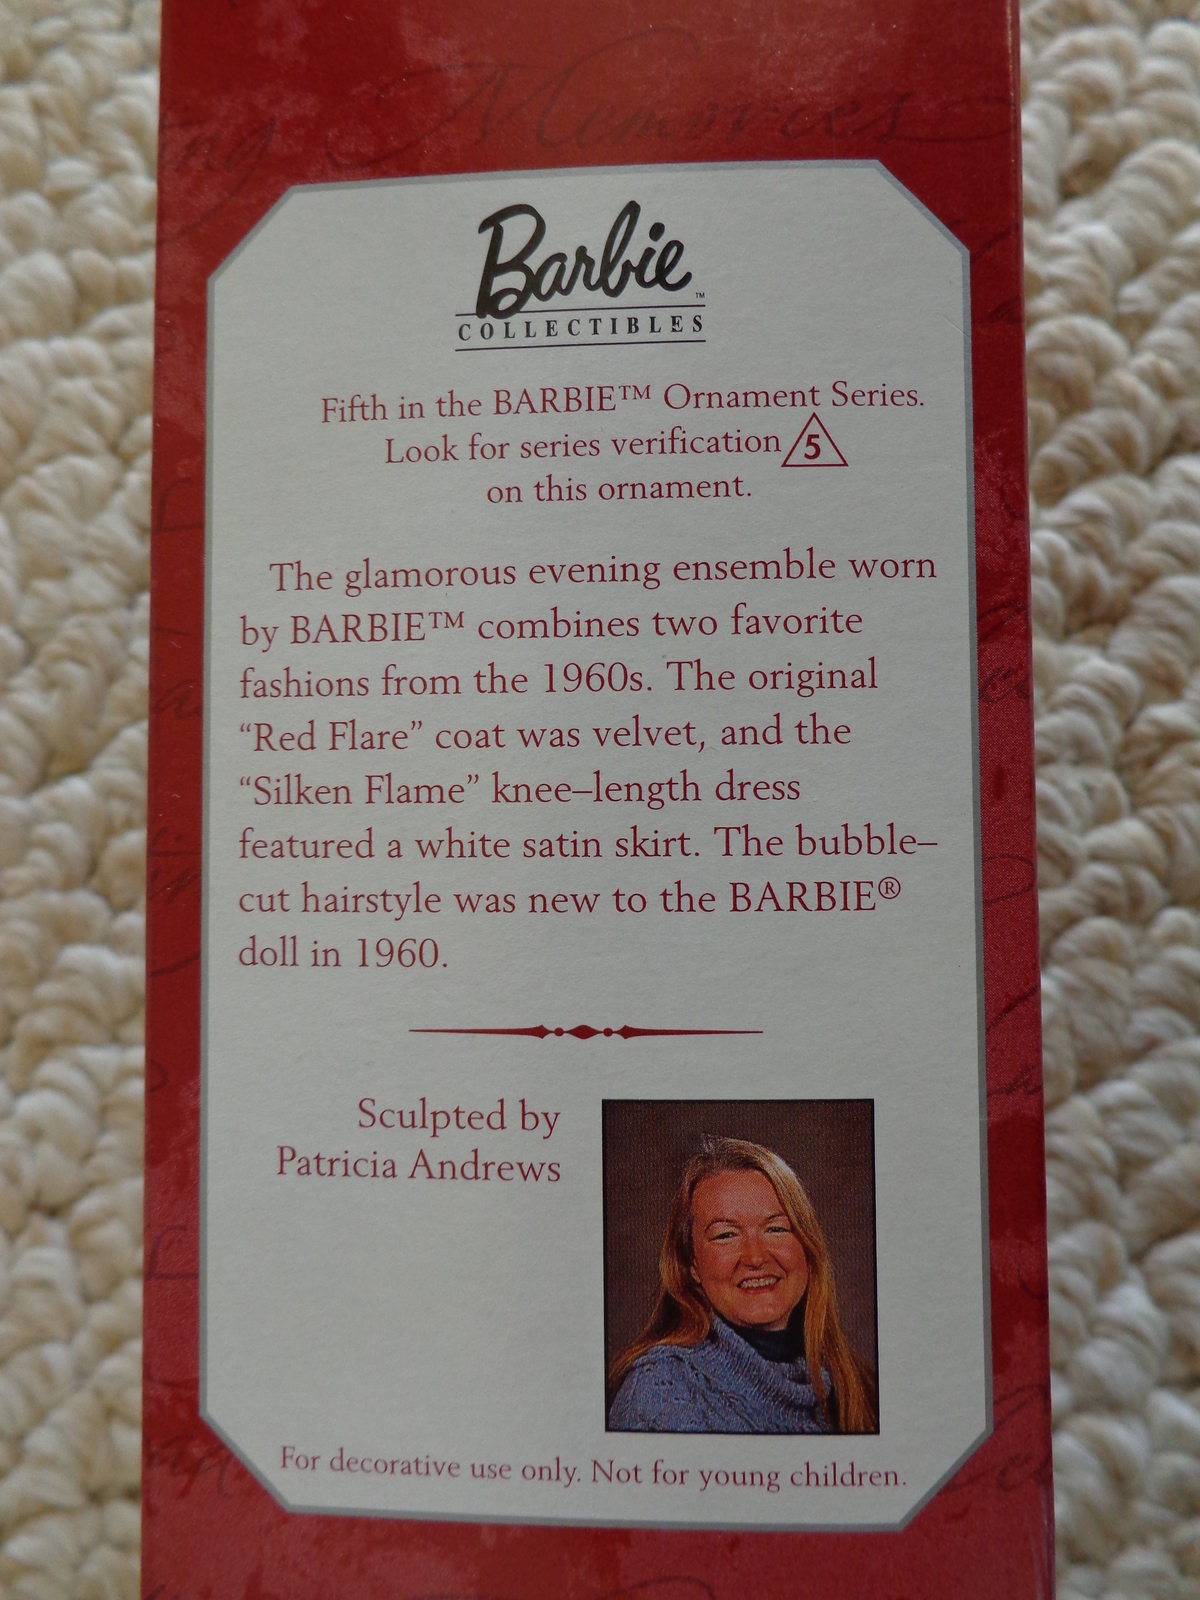 ng Memories
Barbie™
COLLECTIBLES
Fifth in the BARBIE™ Ornament Series.
Look for series verification 5
on this ornament.
The glamorous evening ensemble worn
by BARBIE™ combines two favorite
fashions from the 1960s. The original
“Red Flare” coat was velvet, and the
“Silken Flame” knee–length dress
featured a white satin skirt. The bubble–
cut hairstyle was new to the BARBIE®
doll in 1960.
Sculpted by
Patricia Andrews
For decorative use only. Not for young children.